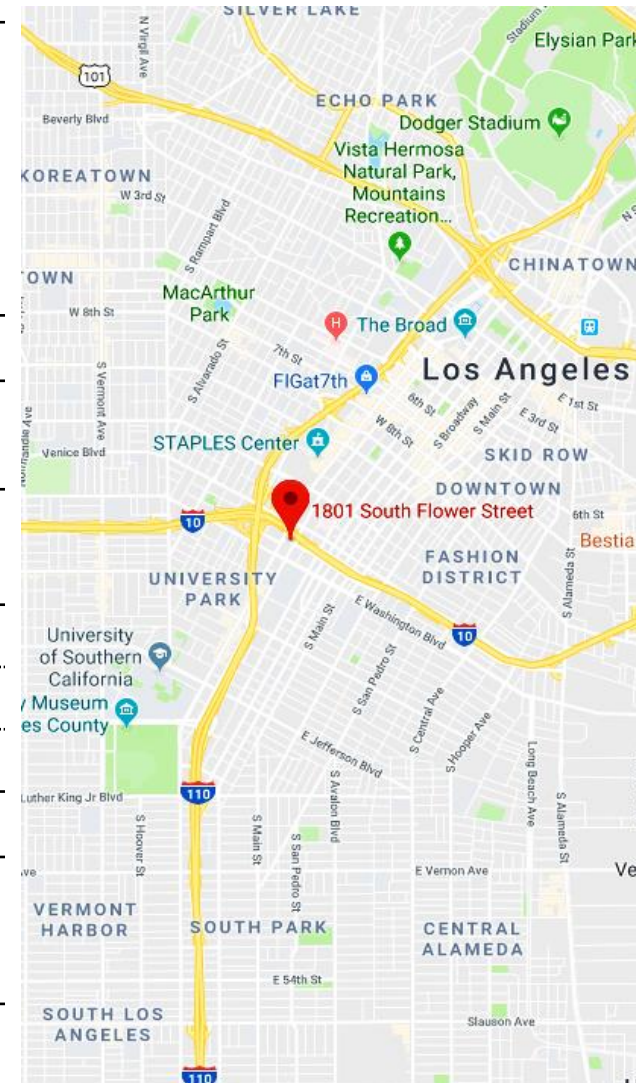 SILVER LAKE
N Virgil Ave
Stadium
Elysian Park
101
ECHO PARK
Beverly Blvd
Dodger Stadium
Vista Hermosa
Natural Park,
Mountains
Recreation...
KOREATOWN
W 3rd St
S Rampart Blvd
N S
CHINATOWN
OWN
MacArthur
Park
W 8th St
H
The Broad
7th St
Los Angeles
FIGat7th
S Alvarado St
S Vermont Ave
6th St
W 8th St
S Broadway
S Main St
E 1st St
E 3rd St
Normandie Ave
STAPLES Center
Venice Blvd
SKID ROW
DOWNTOWN
10
1801 South Flower Street
6th St
Bestia
FASHION
DISTRICT
S Alameda St
UNIVERSITY
PARK
E Washington Blvd
10
S Main St
University
of Southern
California
S San Pedro St
y Museum
es County
S Central Ave
S Hooper Ave
E Jefferson Blvd
Long Beach Ave
110
Luther King Jr Blvd
S Avalon Blvd
S Alameda St
S Hoover St
S Main St
S San Pedro St
ve
E Vernon Ave
Ve
VERMONT
HARBOR
SOUTH PARK
CENTRAL
ALAMEDA
E 54th St
SOUTH LOS
ANGELES
Slauson Ave
110